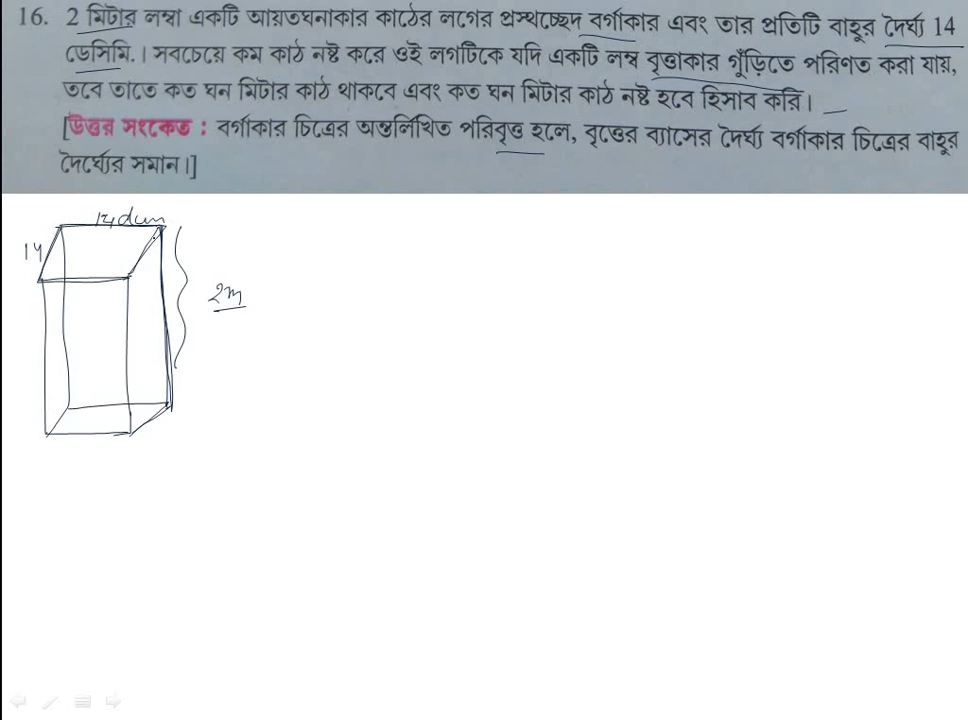 16. 2 মিটার লম্বা একটি আয়তঘনাকার কাঠের লগের প্রস্থচ্ছেদ বর্গাকার এবং তার প্রতিটি বাহুর দৈর্ঘ্য 14
ডেসিমি.। সবচেয়ে কম কাঠ নষ্ট করে ওই লগটিকে যদি একটি লম্ব বৃত্তাকার গুঁড়িতে পরিণত করা যায়,
তবে তাতে কত ঘন মিটার কাঠ থাকবে এবং কত ঘন মিটার কাঠ নষ্ট হবে হিসাব করি।
[উত্তর সংকেত : বর্গাকার চিত্রের অন্তর্লিখিত পরিবৃত্ত হলে, বৃত্তের ব্যাসের দৈর্ঘ্য বর্গাকার চিত্রের বাহুর
দৈর্ঘ্যের সমান।]
14 dcm
14
2m